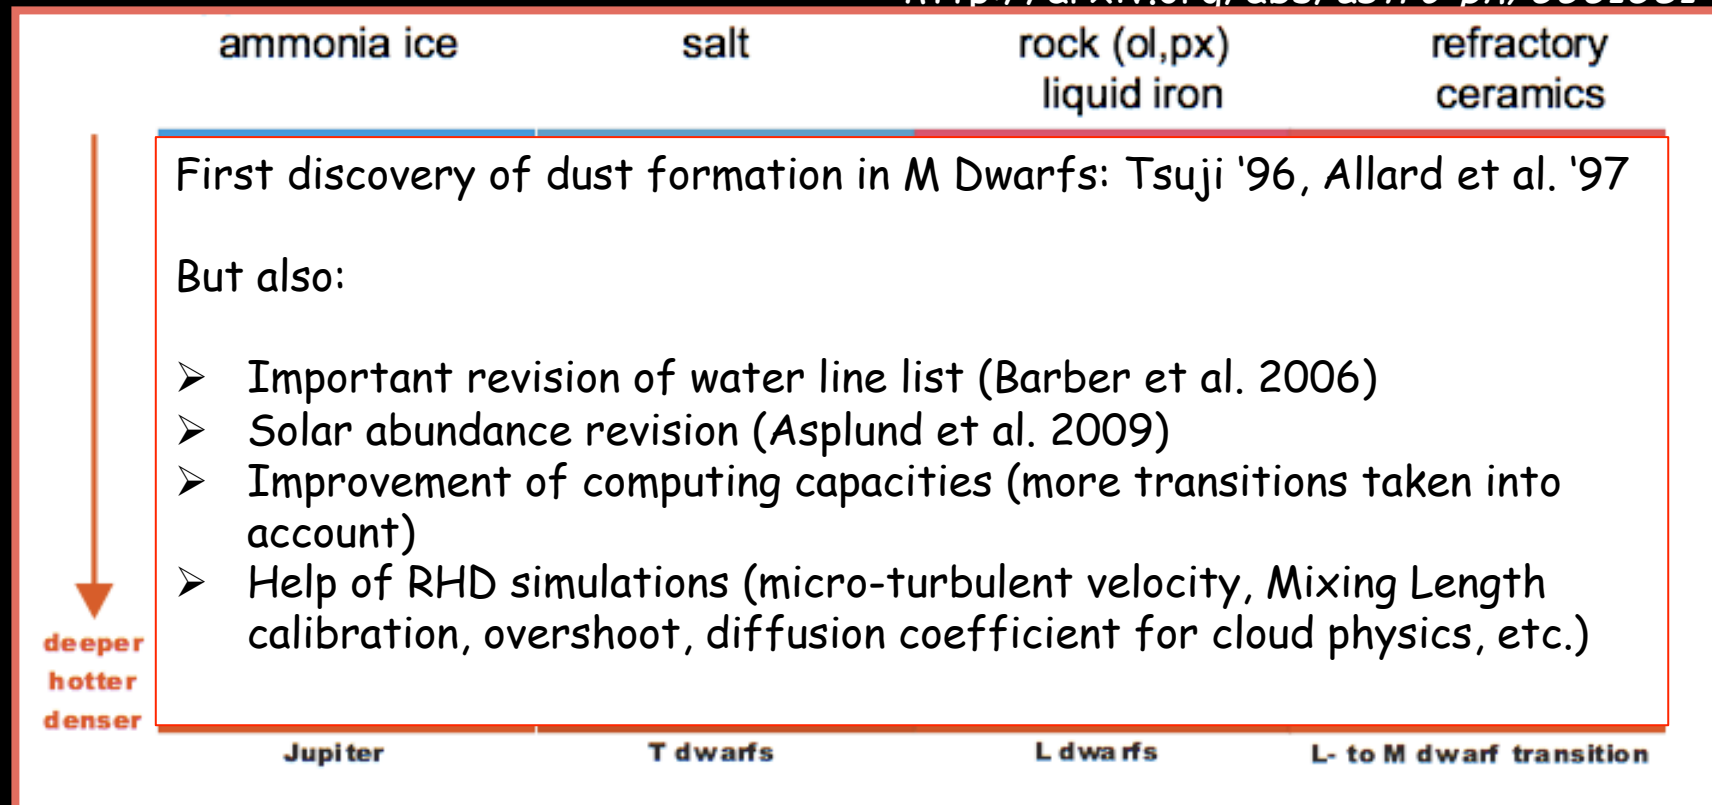 ammonia ice salt rock (ol,px) refractory
liquid iron ceramics
First discovery of dust formation in M Dwarfs: Tsuji '96, Allard et al. '97
But also:
➢ Important revision of water line list (Barber et al. 2006)
➢ Solar abundance revision (Asplund et al. 2009)
➢ Improvement of computing capacities (more transitions taken into
account)
➢ Help of RHD simulations (micro-turbulent velocity, Mixing Length
calibration, overshoot, diffusion coefficient for cloud physics, etc.)
deeper
hotter
denser
Jupiter T dwarfs L dwarfs L- to M dwarf transition